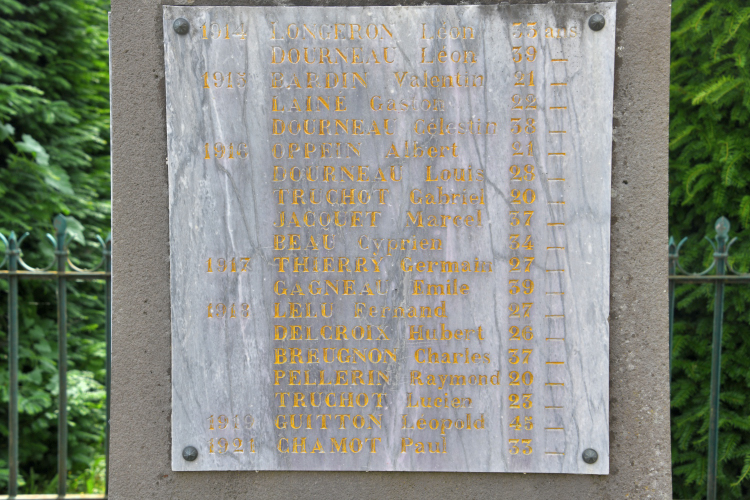 1914 LONGERON Léon 33 ans
DOURNEAU Léon 39 —
1915 BARDIN Valentin 21 —
LAINE Gaston 22 —
DOURNEAU Célestin 38 —
1916 OPPEIN Albert 21 —
DOURNEAU Louis 28 —
TRUCHOT Gabriel 20 —
JACQUET Marcel 37 —
BEAU Cyprien 34 —
1917 THIERRY Germain 27 —
GAGNEAU Emile 39 —
1918 LELU Fernand 27 —
DELCROIX Hubert 26 —
BREUGNON Charles 37 —
PELLERIN Raymond 20 —
TRUCHOT Lucien 23 —
1919 GUITTON Léopold 45 —
1921 CHAMOT Paul 33 —